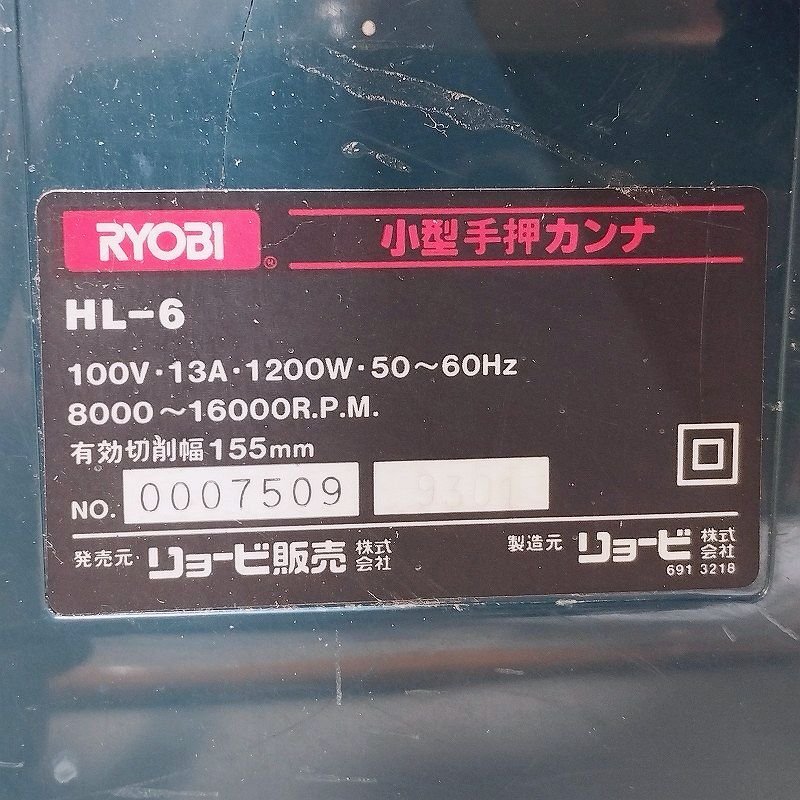 RYOBI® 小型手押カンナ
HL-6
100V・13A・1200W・50～60Hz
8000～16000R.P.M.
有効切削幅155mm
NO. 0007509 9301
発売元 リョービ販売株式会社 製造元 リョービ株式会社
691 3218